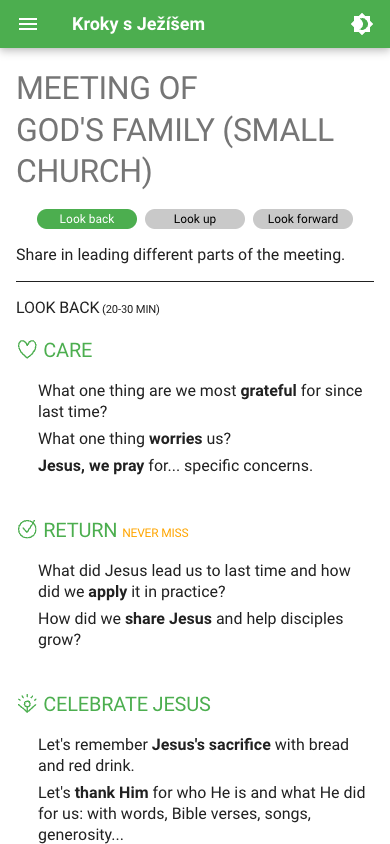 Kroky s Ježíšem
MEETING OF
GOD'S FAMILY (SMALL
CHURCH)
Look back
Look up
Look forward
Share in leading different parts of the meeting.
LOOK BACK (20-30 MIN)
CARE
What one thing are we most grateful for since
last time?
What one thing worries us?
Jesus, we pray for... specific concerns.
RETURN NEVER MISS
What did Jesus lead us to last time and how
did we apply it in practice?
How did we share Jesus and help disciples
grow?
CELEBRATE JESUS
Let's remember Jesus's sacrifice with bread
and red drink.
Let's thank Him for who He is and what He did
for us: with words, Bible verses, songs,
generosity...